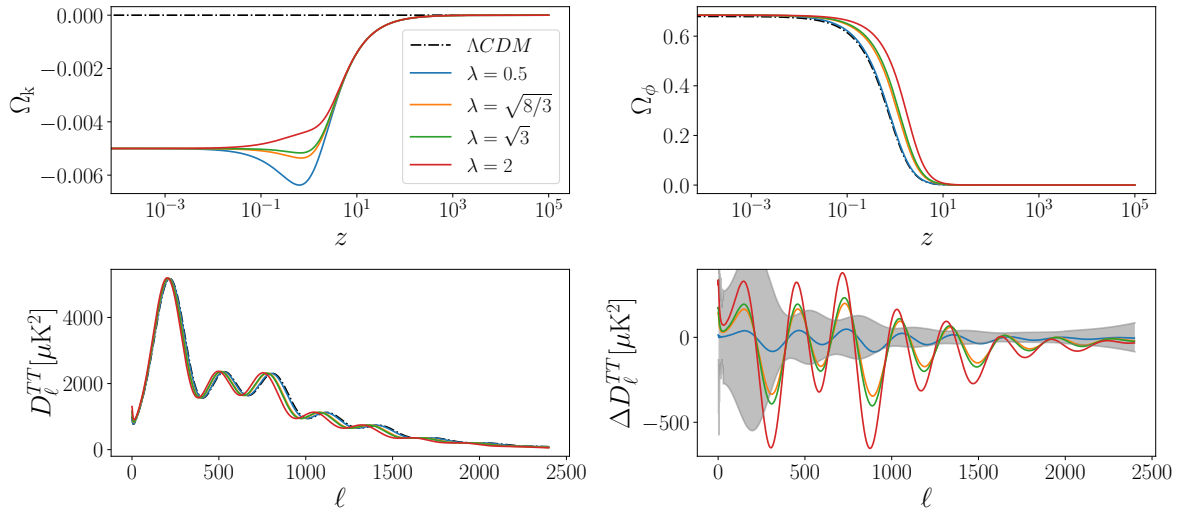 0.000
−0.002
−0.004
−0.006
Ω_k
10^{-3} 10^{-1} 10^1 10^3 10^5
z
ΛCDM
λ = 0.5
λ = √(8/3)
λ = √3
λ = 2
0.6
0.4
0.2
0.0
Ω_ϕ
10^{-3} 10^{-1} 10^1 10^3 10^5
z
4000
2000
0
D_ℓ^{TT} [μK²]
0 500 1000 1500 2000 2500
ℓ
0
−500
ΔD_ℓ^{TT} [μK²]
0 500 1000 1500 2000 2500
ℓ